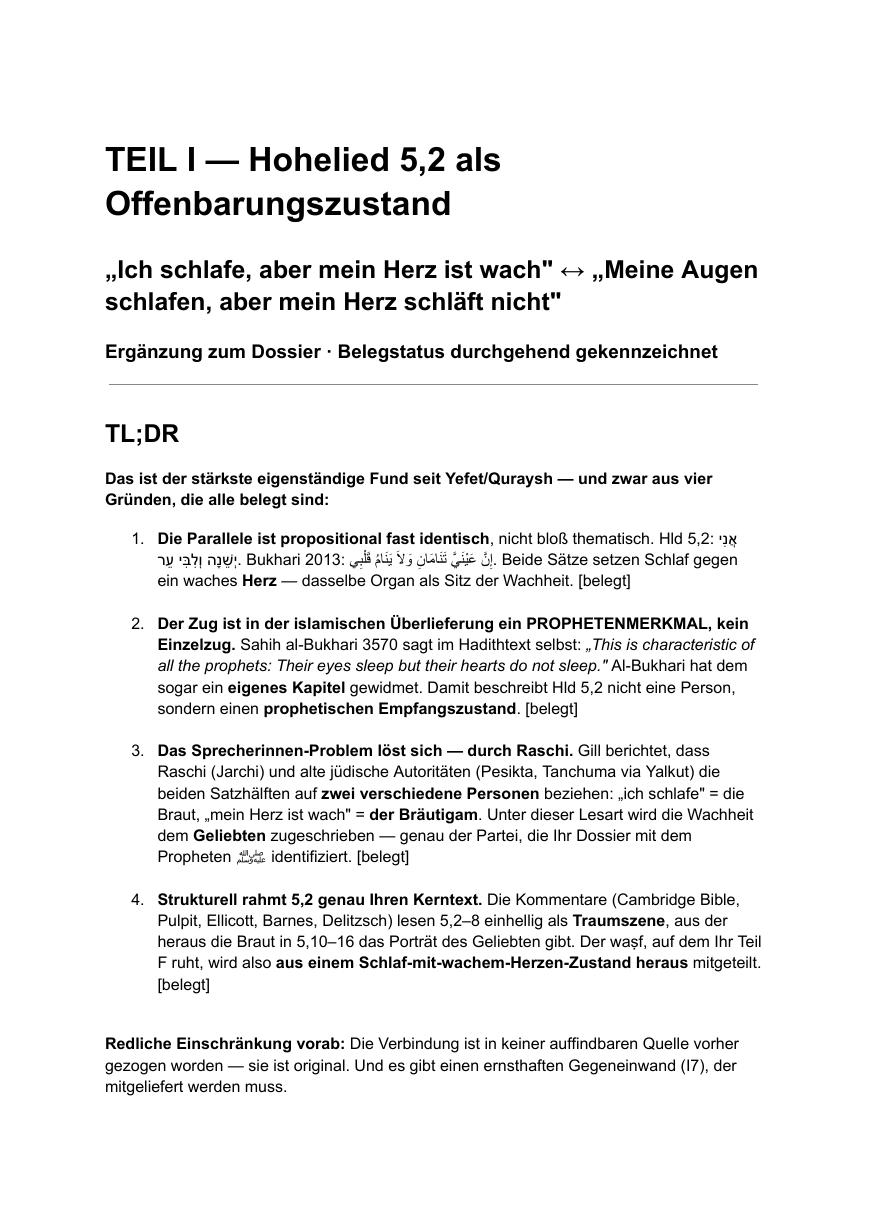 TEIL I — Hohelied 5,2 als
Offenbarungszustand
„Ich schlafe, aber mein Herz ist wach" ↔ „Meine Augen
schlafen, aber mein Herz schläft nicht"
Ergänzung zum Dossier · Belegstatus durchgehend gekennzeichnet
TL;DR
Das ist der stärkste eigenständige Fund seit Yefet/Quraysh — und zwar aus vier
Gründen, die alle belegt sind:
1. Die Parallele ist propositional fast identisch, nicht bloß thematisch. Hld 5,2: אֲנִי
יְשֵׁנָה וְלִבִּי עֵר. Bukhari 2013: إِنَّ عَيْنَيَّ تَنَامَانِ وَلاَ يَنَامُ قَلْبِي. Beide Sätze setzen Schlaf gegen
ein waches Herz — dasselbe Organ als Sitz der Wachheit. [belegt]
2. Der Zug ist in der islamischen Überlieferung ein PROPHETENMERKMAL, kein
Einzelzug. Sahih al-Bukhari 3570 sagt im Hadithtext selbst: „This is characteristic of
all the prophets: Their eyes sleep but their hearts do not sleep." Al-Bukhari hat dem
sogar ein eigenes Kapitel gewidmet. Damit beschreibt Hld 5,2 nicht eine Person,
sondern einen prophetischen Empfangszustand. [belegt]
3. Das Sprecherinnen-Problem löst sich — durch Raschi. Gill berichtet, dass
Raschi (Jarchi) und alte jüdische Autoritäten (Pesikta, Tanchuma via Yalkut) die
beiden Satzhälften auf zwei verschiedene Personen beziehen: „ich schlafe" = die
Braut, „mein Herz ist wach" = der Bräutigam. Unter dieser Lesart wird die Wachheit
dem Geliebten zugeschrieben — genau der Partei, die Ihr Dossier mit dem
Propheten ﷺ identifiziert. [belegt]
4. Strukturell rahmt 5,2 genau Ihren Kerntext. Die Kommentare (Cambridge Bible,
Pulpit, Ellicott, Barnes, Delitzsch) lesen 5,2–8 einhellig als Traumszene, aus der
heraus die Braut in 5,10–16 das Porträt des Geliebten gibt. Der waṣf, auf dem Ihr Teil
F ruht, wird also aus einem Schlaf-mit-wachem-Herzen-Zustand heraus mitgeteilt.
[belegt]
Redliche Einschränkung vorab: Die Verbindung ist in keiner auffindbaren Quelle vorher
gezogen worden — sie ist original. Und es gibt einen ernsthaften Gegeneinwand (I7), der
mitgeliefert werden muss.